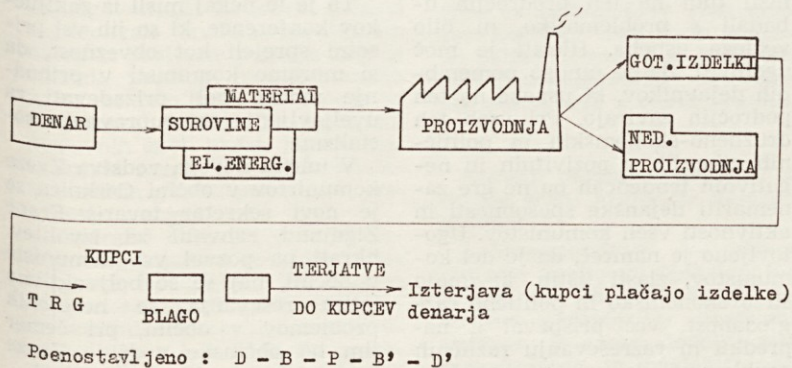 GOT.IZDELKI
MATERIAL
DENAR
SUROVINE
PROIZVODNJA
NED.
PROIZVODNJA
EL.ENERG.
KUPCI
TERJATVE
Izterjava (kupci plačajo izdelke)
T R G
BLAGO
DO KUPCEV
denarja
Poenostavljeno : D - B - P - B' - D'